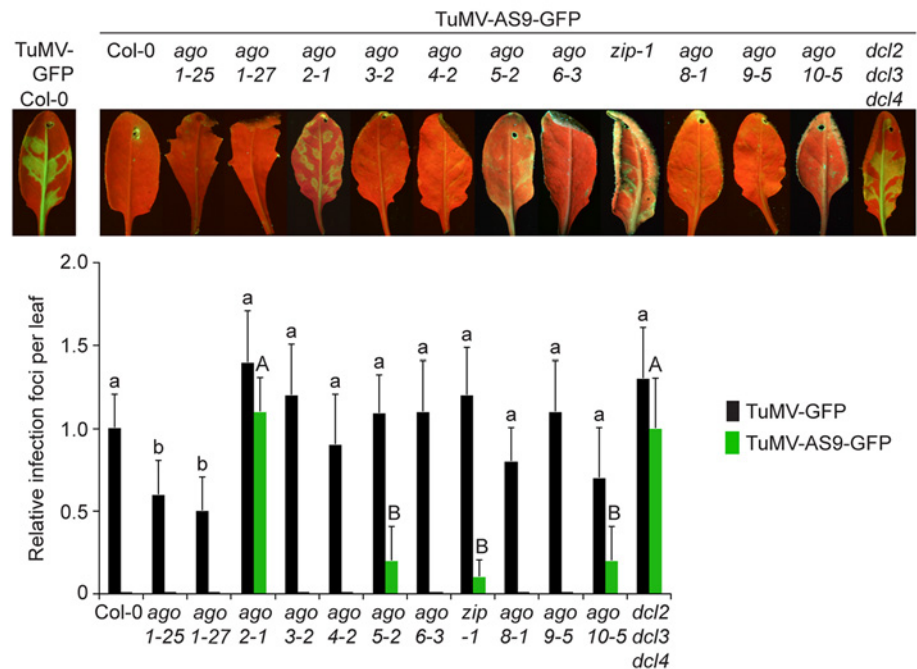 TuMV-AS9-GFP
TuMV-
GFP
Col-0
Col-0 ago ago ago ago ago ago ago zip-1 ago ago ago dcl2
1-25 1-27 2-1 3-2 4-2 5-2 6-3 8-1 9-5 10-5 dcl3
dcl4
Relative infection foci per leaf
2.0
1.5
1.0
0.5
0
a b b a A a a a B a a B a a a B a A
TuMV-GFP
TuMV-AS9-GFP
Col-0 ago ago ago ago ago ago ago zip ago ago ago dcl2
1-25 1-27 2-1 3-2 4-2 5-2 6-3 -1 8-1 9-5 10-5 dcl3
dcl4